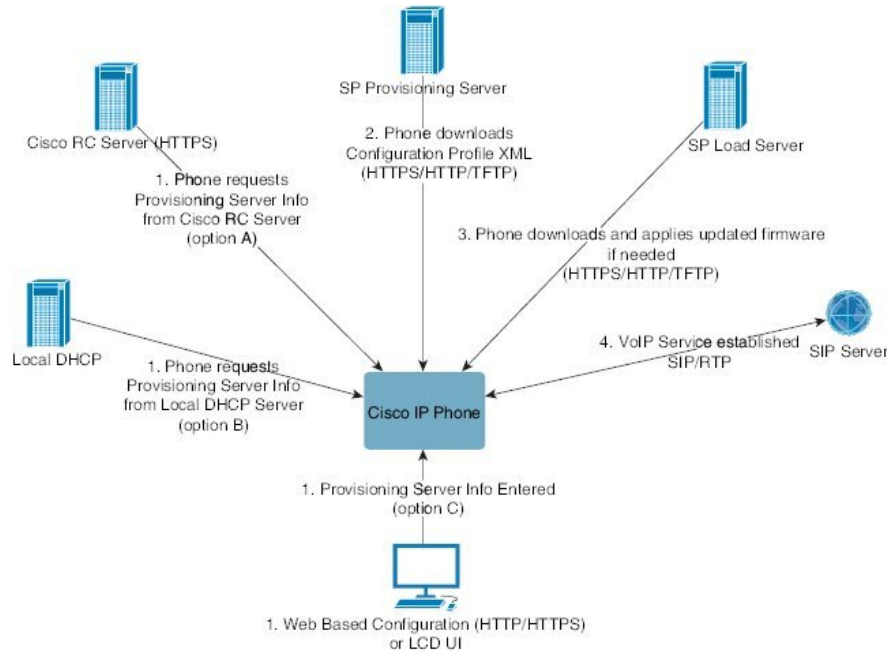 SP Provisioning Server
Cisco RC Server (HTTPS)
SP Load Server
2. Phone downloads
Configuration Profile XML
(HTTPS/HTTP/TFTP)
1. Phone requests
Provisioning Server Info
from Cisco RC Server
(option A)
3. Phone downloads and applies updated firmware
if needed
(HTTPS/HTTP/TFTP)
Local DHCP
1. Phone requests
Provisioning Server Info
from Local DHCP Server
(option B)
4. VoIP Service established
SIP/RTP
SIP Server
Cisco IP Phone
1. Provisioning Server Info Entered
(option C)
1. Web Based Configuration (HTTP/HTTPS)
or LCD UI